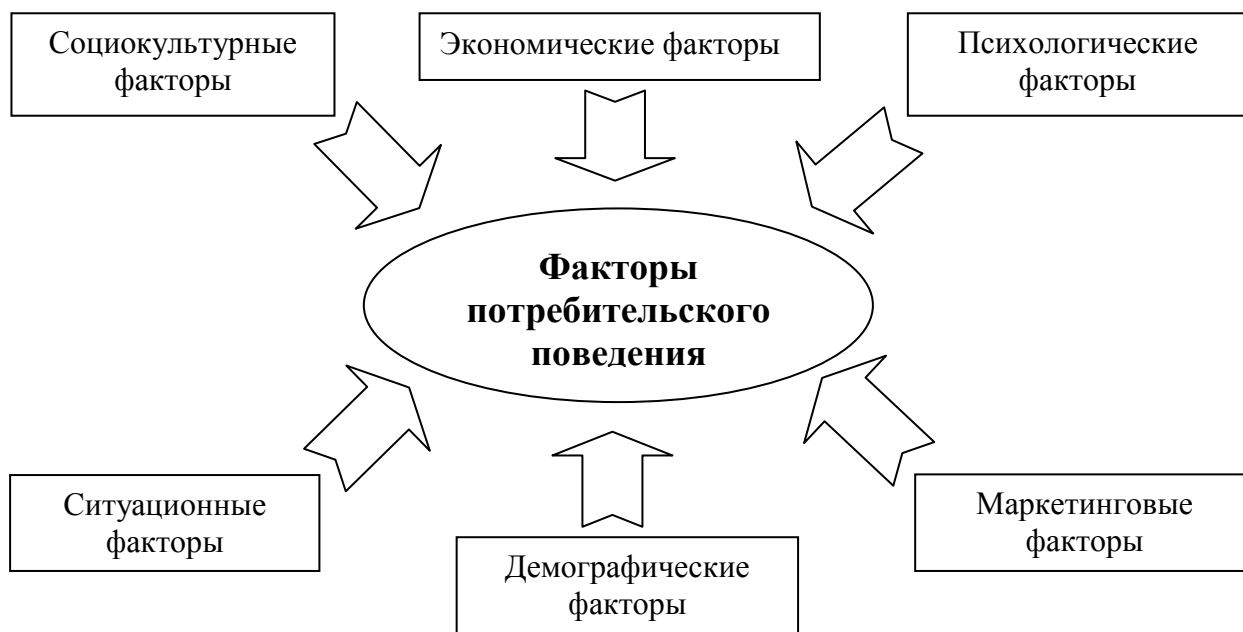 Социокультурные
факторы
Экономические факторы
Психологические
факторы
Факторы
потребительского
поведения
Ситуационные
факторы
Демографические
факторы
Маркетинговые
факторы